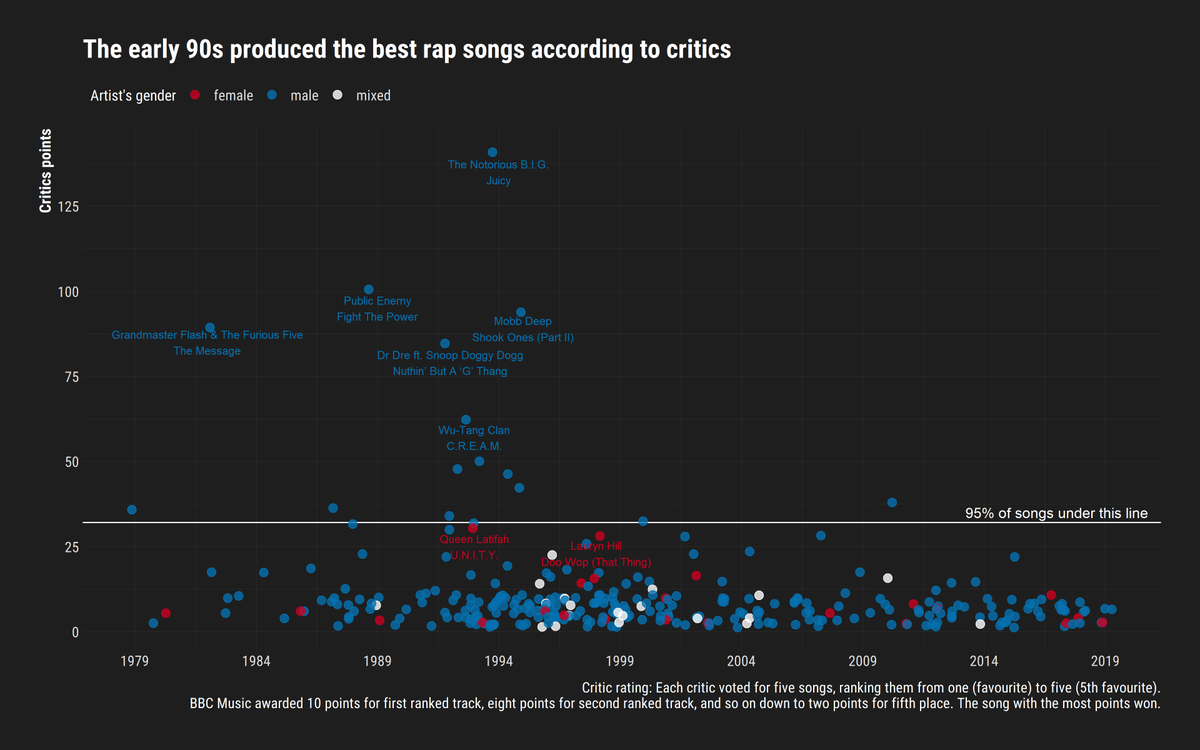 The early 90s produced the best rap songs according to critics
Artist's gender female male mixed
Critics points
The Notorious B.I.G.
Juicy
125
100
Public Enemy
Fight The Power
Mobb Deep
Shook Ones (Part II)
Grandmaster Flash & The Furious Five
The Message
Dr Dre ft. Snoop Doggy Dogg
Nuthin’ But A ‘G’ Thang
75
Wu-Tang Clan
C.R.E.A.M.
50
95% of songs under this line
Queen Latifah
U.N.I.T.Y.
Lauryn Hill
Doo Wop (That Thing)
25
0
1979 1984 1989 1994 1999 2004 2009 2014 2019
Critic rating: Each critic voted for five songs, ranking them from one (favourite) to five (5th favourite).
BBC Music awarded 10 points for first ranked track, eight points for second ranked track, and so on down to two points for fifth place. The song with the most points won.